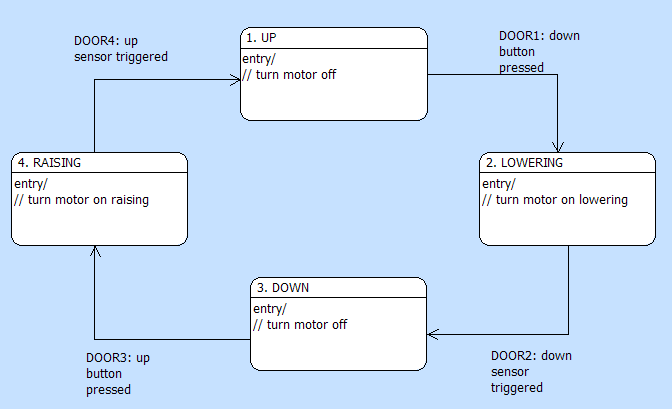 DOOR4: up
sensor triggered
1. UP
entry/
// turn motor off
DOOR1: down
button
pressed
4. RAISING
entry/
// turn motor on raising
2. LOWERING
entry/
// turn motor on lowering
3. DOWN
entry/
// turn motor off
DOOR3: up
button
pressed
DOOR2: down
sensor
triggered